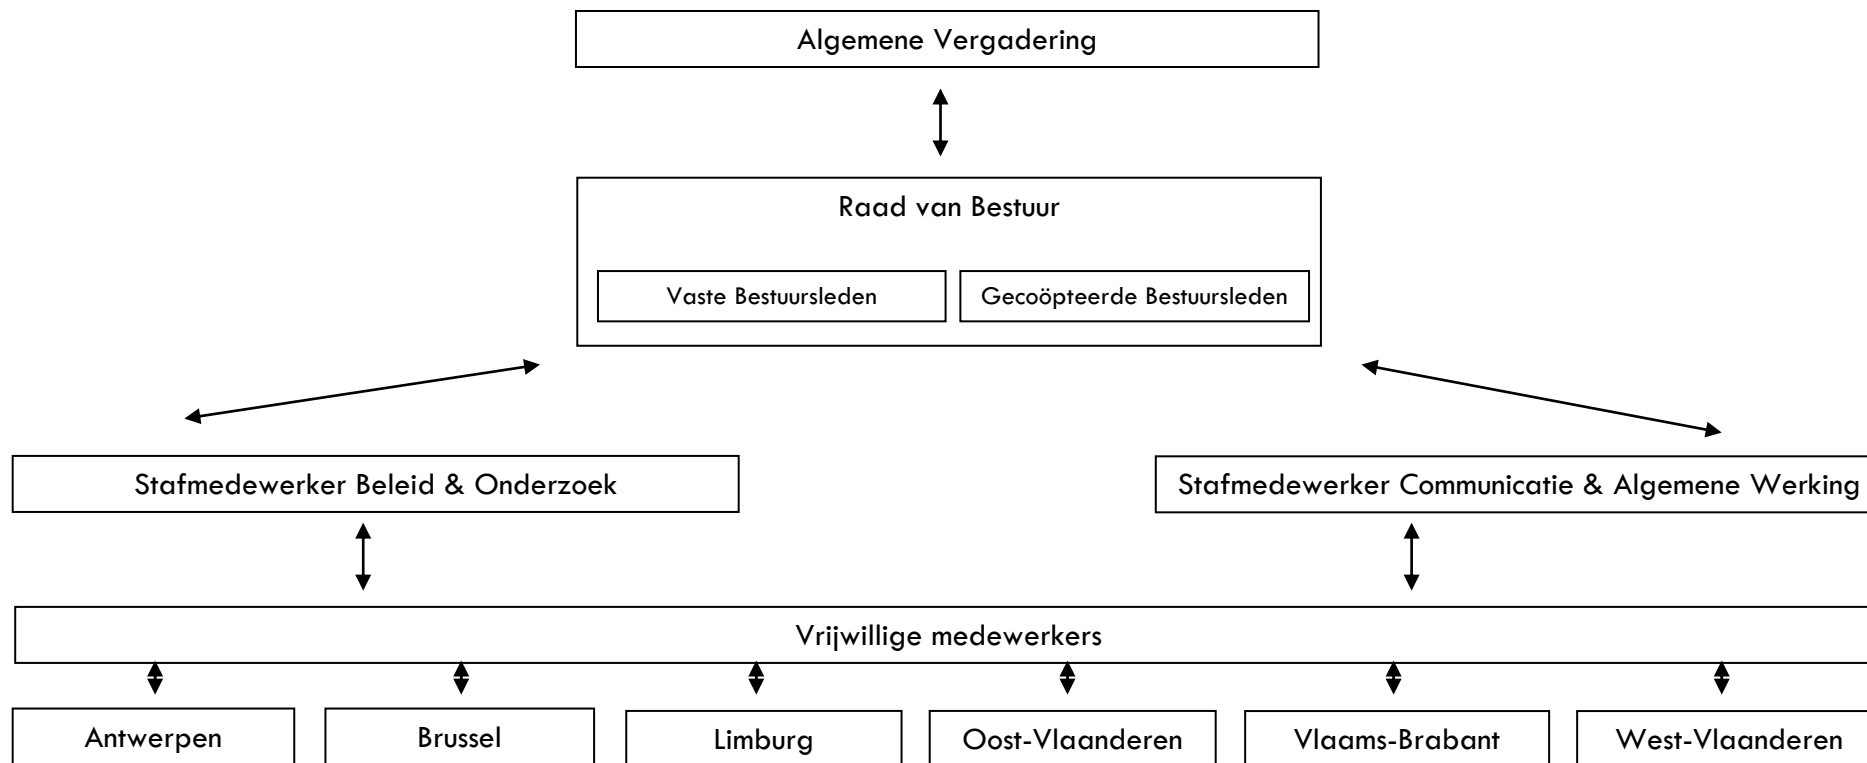 Algemene Vergadering
Raad van Bestuur
Vaste Bestuursleden
Gecoöpteerde Bestuursleden
Stafmedewerker Beleid & Onderzoek
Stafmedewerker Communicatie & Algemene Werking
Vrijwillige medewerkers
Antwerpen
Brussel
Limburg
Oost-Vlaanderen
Vlaams-Brabant
West-Vlaanderen